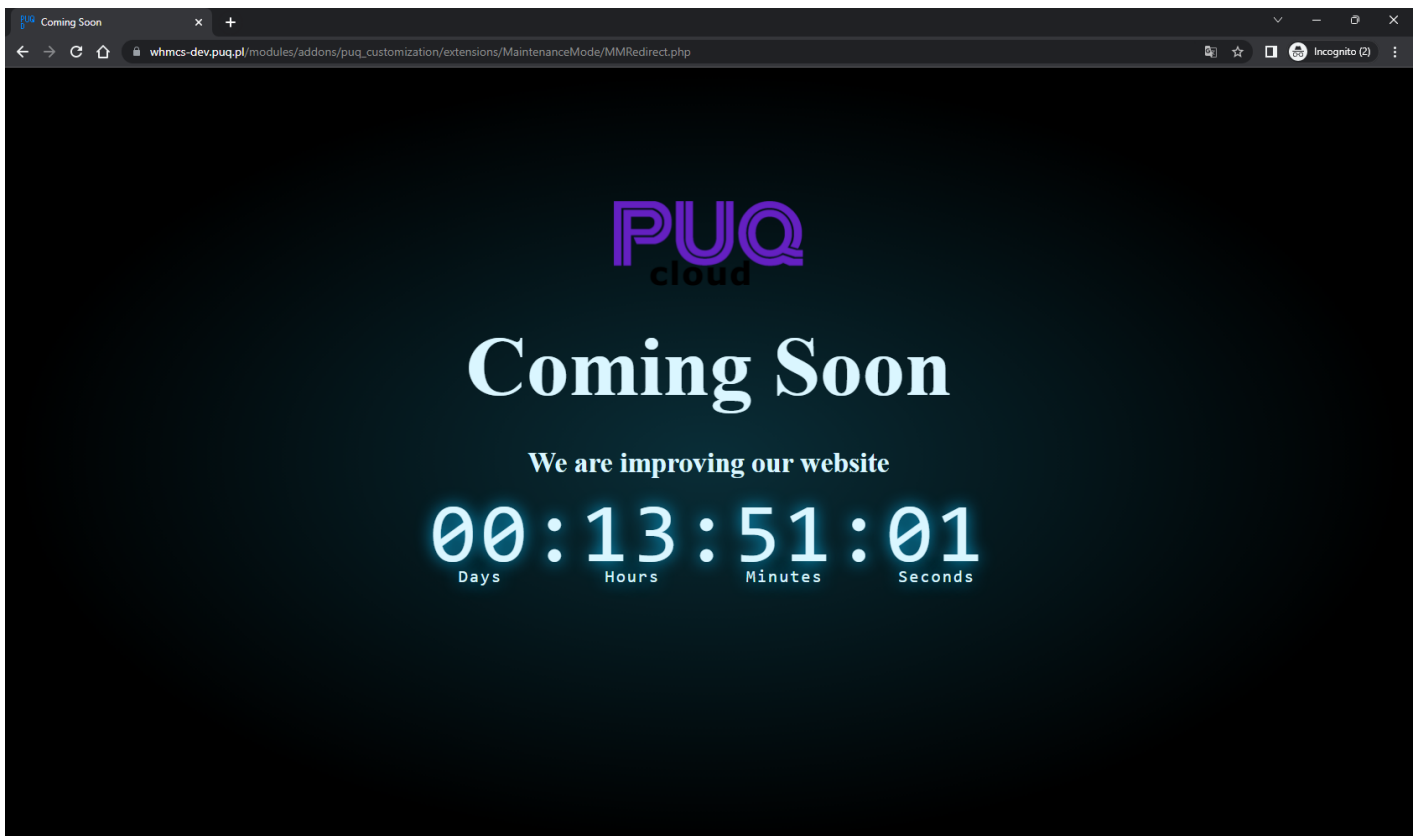 Coming Soon
whmcs-dev.puq.pl/modules/addons/puq_customization/extensions/MaintenanceMode/MMRedirect.php
Incognito (2)
PUQ
cloud
Coming Soon
We are improving our website
00:13:51:01
Days Hours Minutes Seconds